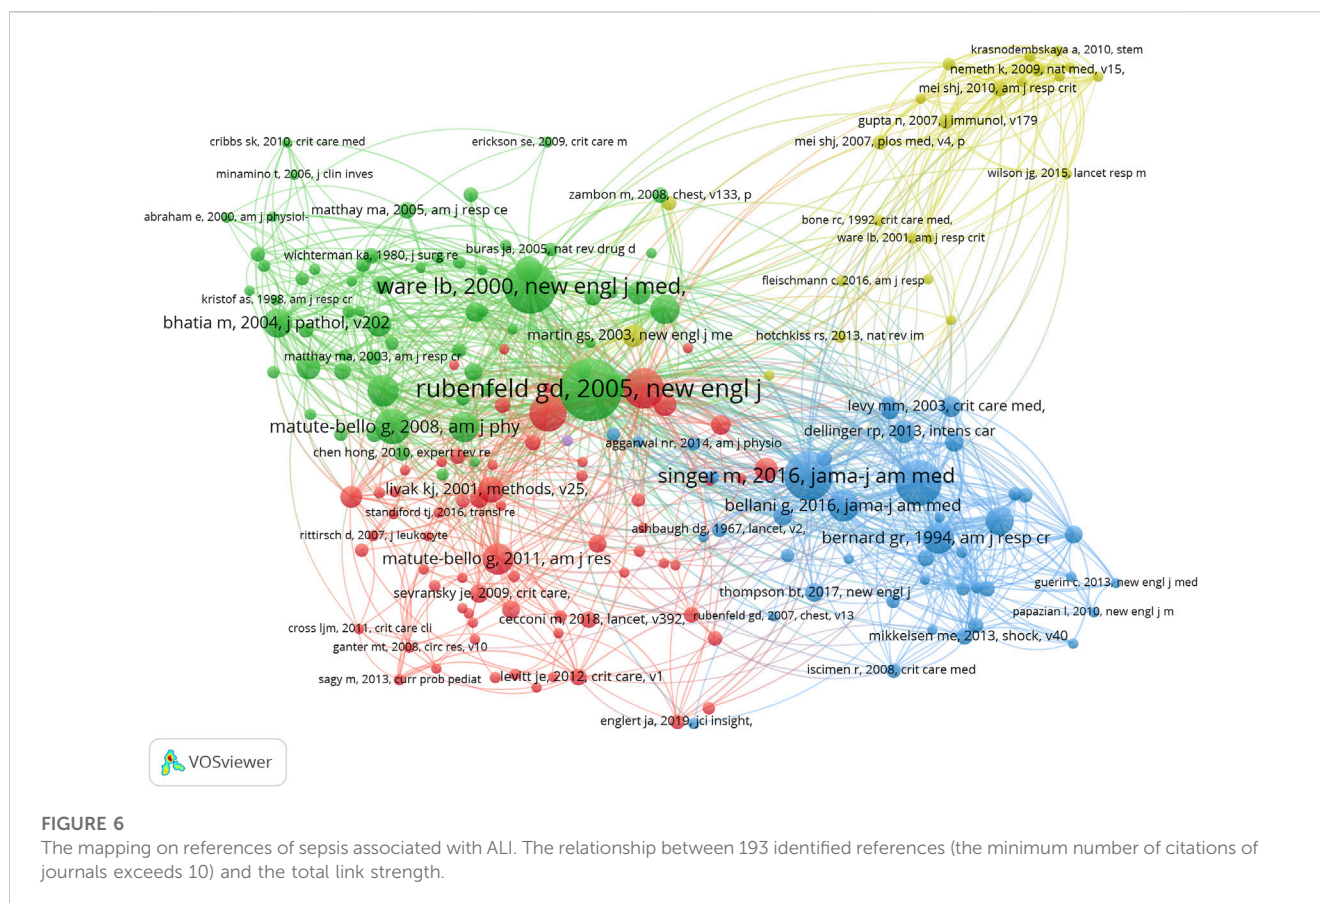 krasnodembskaya a, 2010, stem
nemeth k, 2009, nat med, v15,
mei shj, 2010, am j resp crit
gupta n, 2007, j immunol, v179
cribbs sk, 2010, crit care med
erickson se, 2009, crit care m
mei shj, 2007, plos med, v4, p
minamino t, 2006, j clin inves
wilson jg, 2015, lancet resp m
zambon m, 2008, chest, v133, p
matthay ma, 2005, am j resp ce
abraham e, 2000, am j physiol-
bone rc, 1992, crit care med,
ware lb, 2001, am j resp crit
buras ja, 2005, nat rev drug d
wichterman ka, 1980, j surg re
fleischmann c, 2016, am j resp
ware lb, 2000, new engl j med,
kristof as, 1998, am j resp cr
bhatia m, 2004, j pathol, v202
martin gs, 2003, new engl j me
hotchkiss rs, 2013, nat rev im
matthay ma, 2003, am j resp cr
rubenfeld gd, 2005, new engl j
levy mm, 2003, crit care med,
matute-bello g, 2008, am j phy
dellinger rp, 2013, intens car
aggarwal nr, 2014, am j physio
chen hong, 2010, expert rev re
singer m, 2016, jama-j am med
livak kj, 2001, methods, v25,
bellani g, 2016, jama-j am med
standiford tj, 2016, transl re
ashbaugh dg, 1967, lancet, v2,
rittirsch d, 2007, j leukocyte
bernard gr, 1994, am j resp cr
matute-bello g, 2011, am j res
guerin c, 2013, new engl j med
sevransky je, 2009, crit care,
thompson bt, 2017, new engl j
papazian l, 2010, new engl j m
cecconi m, 2018, lancet, v392,
rubenfeld gd, 2007, chest, v13
cross ljm, 2011, crit care cli
mikkelsen me, 2013, shock, v40
ganter mt, 2008, circ res, v10
iscimen r, 2008, crit care med
sagy m, 2013, curr prob pediat
levitt je, 2012, crit care, v1
englert ja, 2019, jci insight,
VOSviewer
FIGURE 6
The mapping on references of sepsis associated with ALI. The relationship between 193 identified references (the minimum number of citations of
journals exceeds 10) and the total link strength.